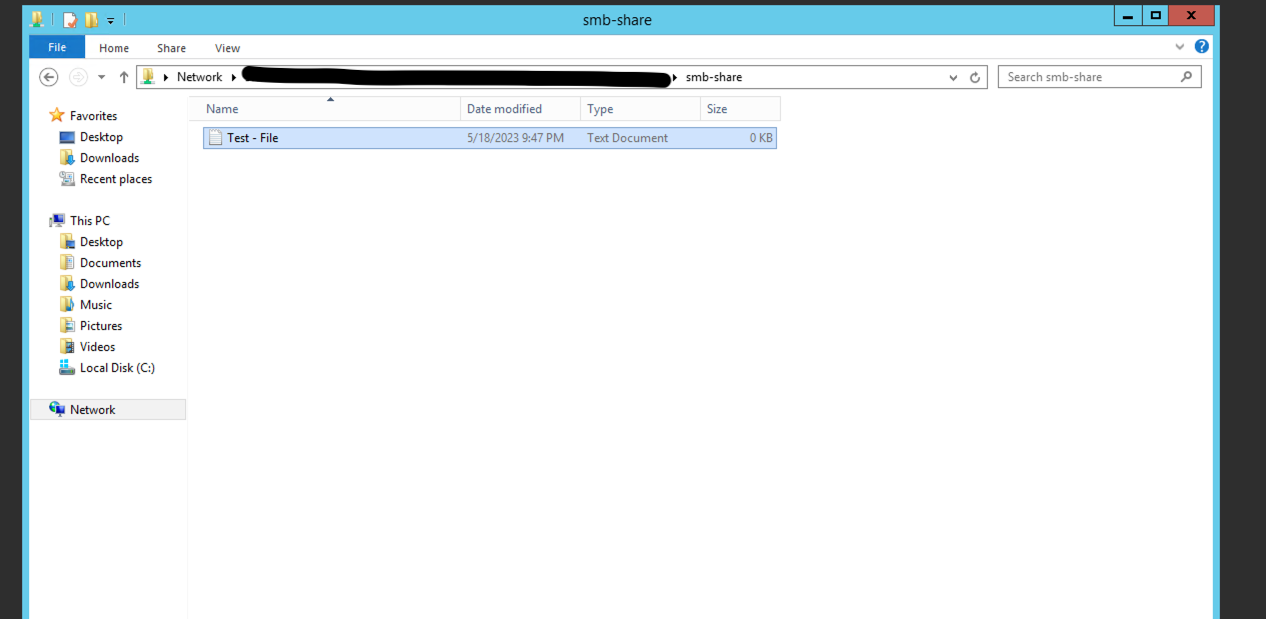 smb-share
File Home Share View
Network smb-share Search smb-share
Name Date modified Type Size
Test - File 5/18/2023 9:47 PM Text Document 0 KB
Favorites
Desktop
Downloads
Recent places
This PC
Desktop
Documents
Downloads
Music
Pictures
Videos
Local Disk (C:)
Network